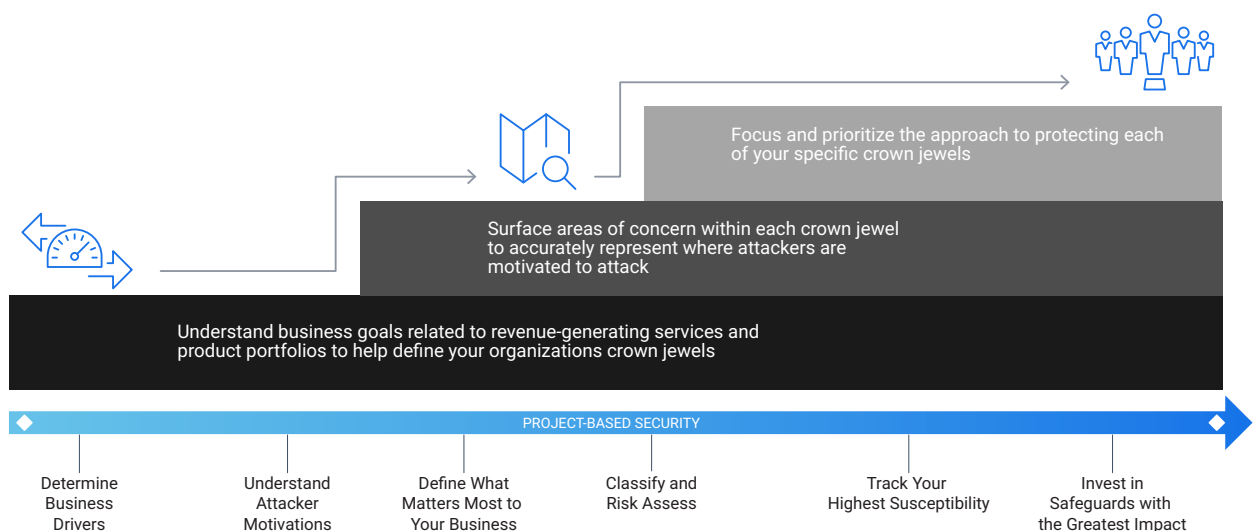 Focus and prioritize the approach to protecting each
of your specific crown jewels
Surface areas of concern within each crown jewel
to accurately represent where attackers are
motivated to attack
Understand business goals related to revenue-generating services and
product portfolios to help define your organizations crown jewels
PROJECT-BASED SECURITY
Determine
Business
Drivers
Understand
Attacker
Motivations
Define What
Matters Most to
Your Business
Classify and
Risk Assess
Track Your
Highest Susceptibility
Invest in
Safeguards with
the Greatest Impact